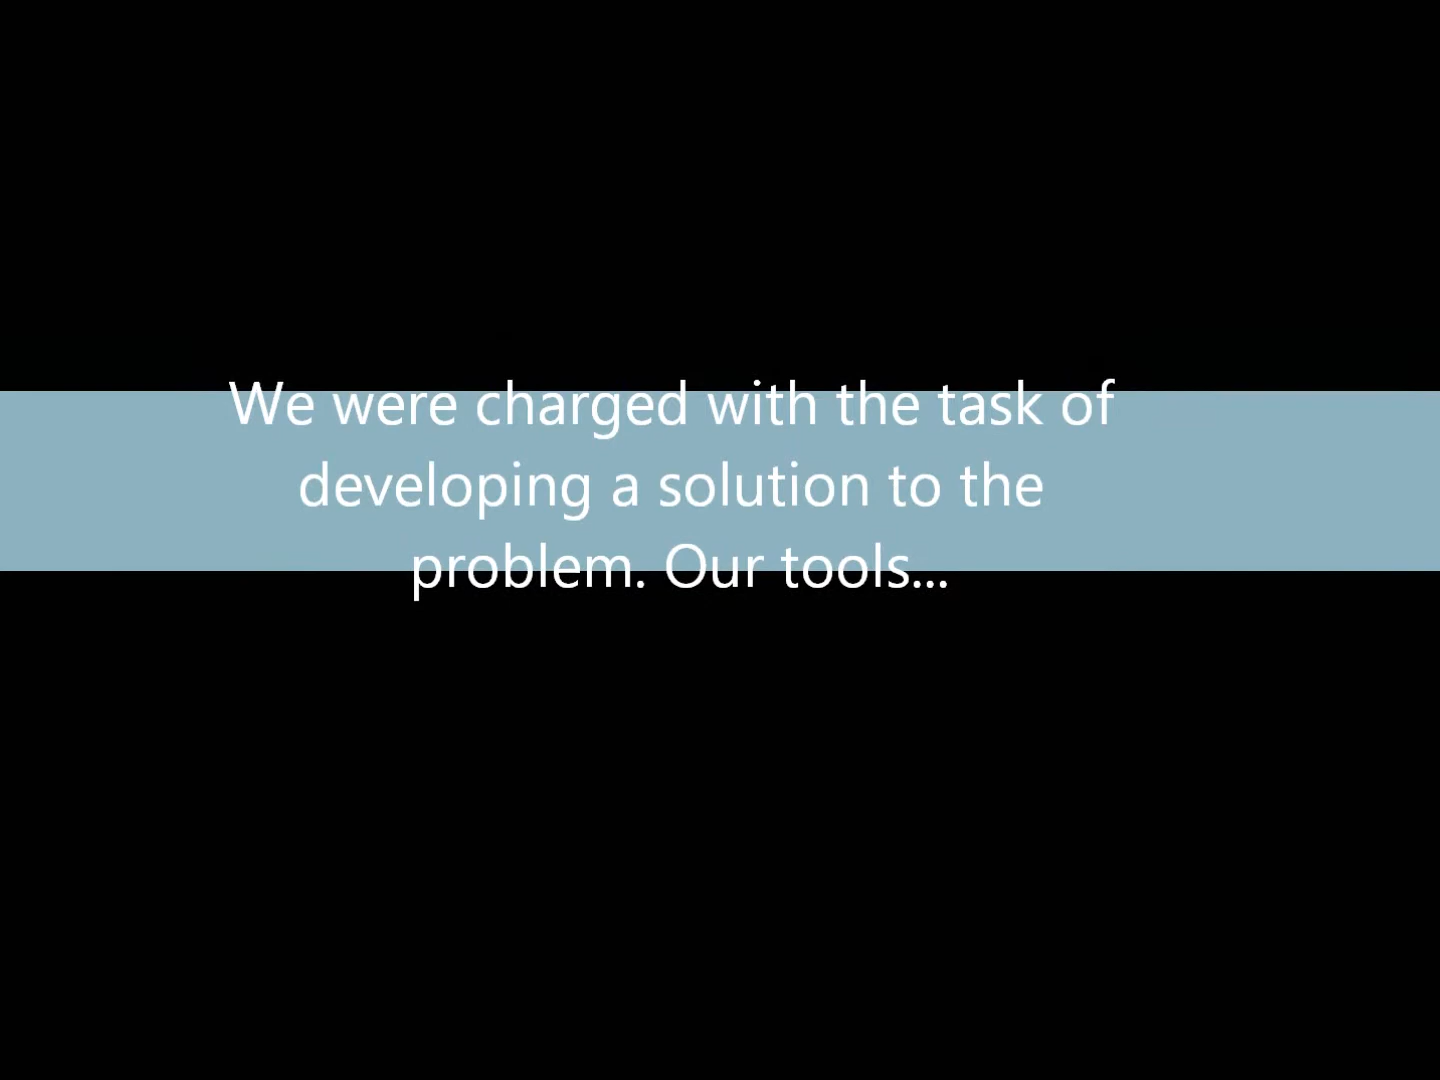 We were charged with the task of
developing a solution to the
problem. Our tools...